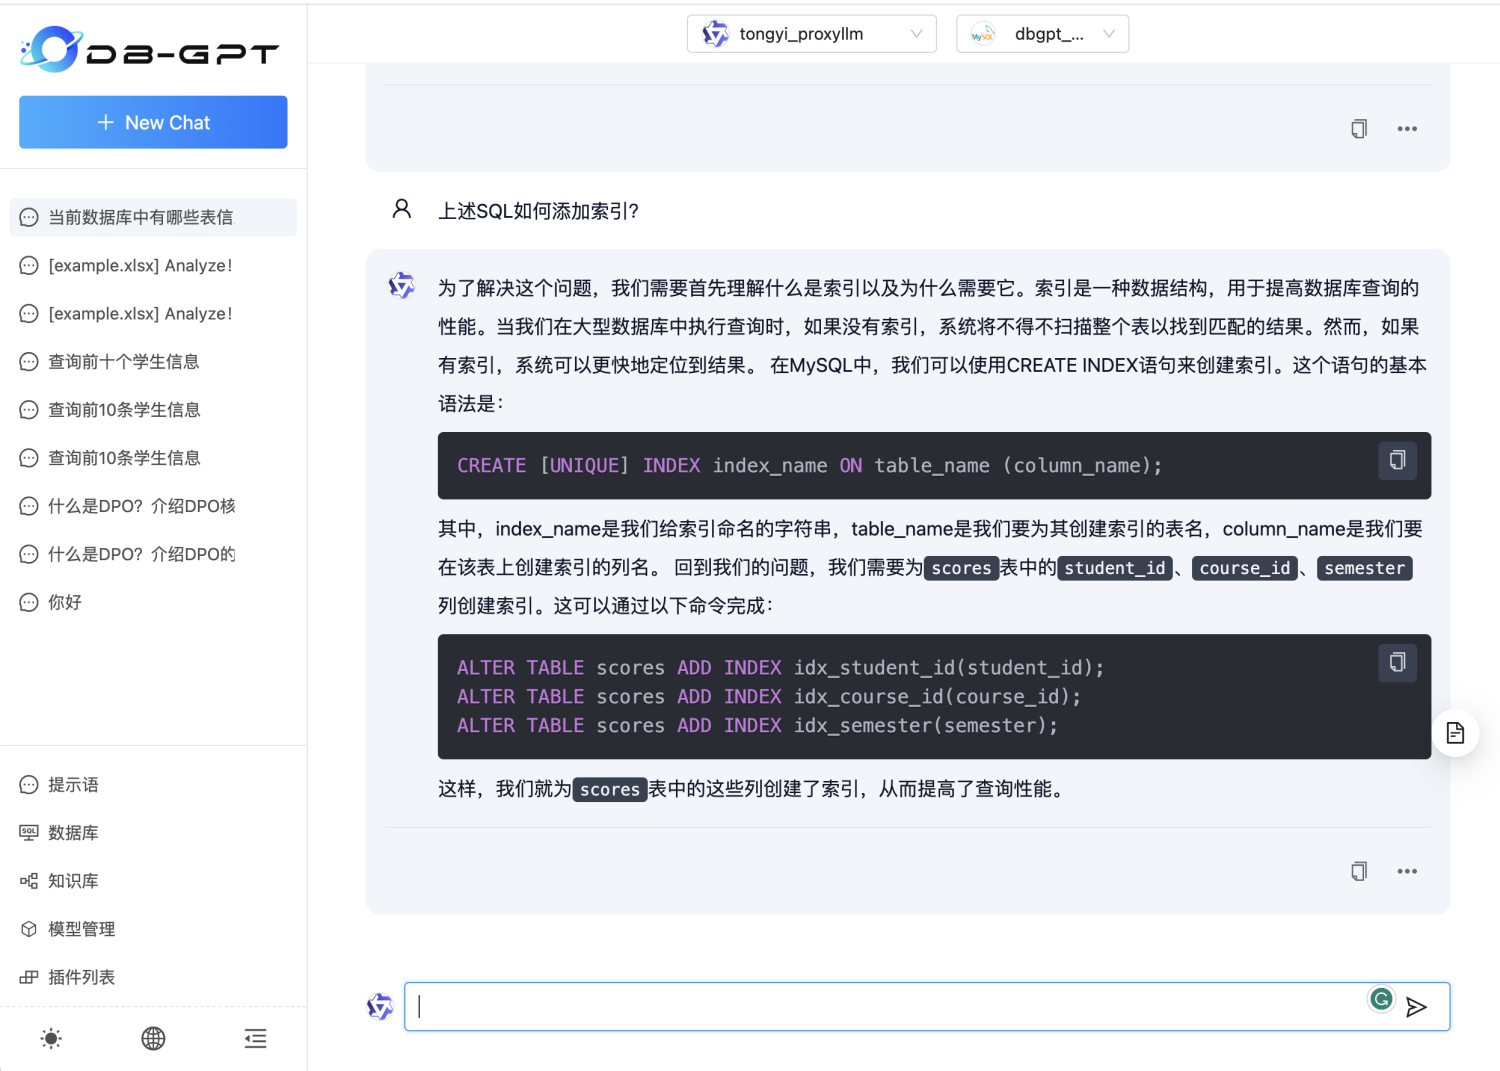 DB-GPT
+ New Chat
当前数据库中有哪些表信
[example.xlsx] Analyze!
[example.xlsx] Analyze!
查询前十个学生信息
查询前10条学生信息
查询前10条学生信息
什么是DPO？介绍DPO核
什么是DPO？介绍DPO的
你好
提示语
SQL
数据库
知识库
模型管理
插件列表
tongyi_proxyllm
MySQL
dbgpt_...
上述SQL如何添加索引?
为了解决这个问题，我们需要首先理解什么是索引以及为什么需要它。索引是一种数据结构，用于提高数据库查询的
性能。当我们在大型数据库中执行查询时，如果没有索引，系统将不得不扫描整个表以找到匹配的结果。然而，如果
有索引，系统可以更快地定位到结果。 在MySQL中，我们可以使用CREATE INDEX语句来创建索引。这个语句的基本
语法是：
CREATE [UNIQUE] INDEX index_name ON table_name (column_name);
其中，index_name是我们给索引命名的字符串，table_name是我们要为其创建索引的表名，column_name是我们要
在该表上创建索引的列名。 回到我们的问题，我们需要为scores表中的student_id、course_id、semester
列创建索引。这可以通过以下命令完成：
ALTER TABLE scores ADD INDEX idx_student_id(student_id);
ALTER TABLE scores ADD INDEX idx_course_id(course_id);
ALTER TABLE scores ADD INDEX idx_semester(semester);
这样，我们就为scores表中的这些列创建了索引，从而提高了查询性能。